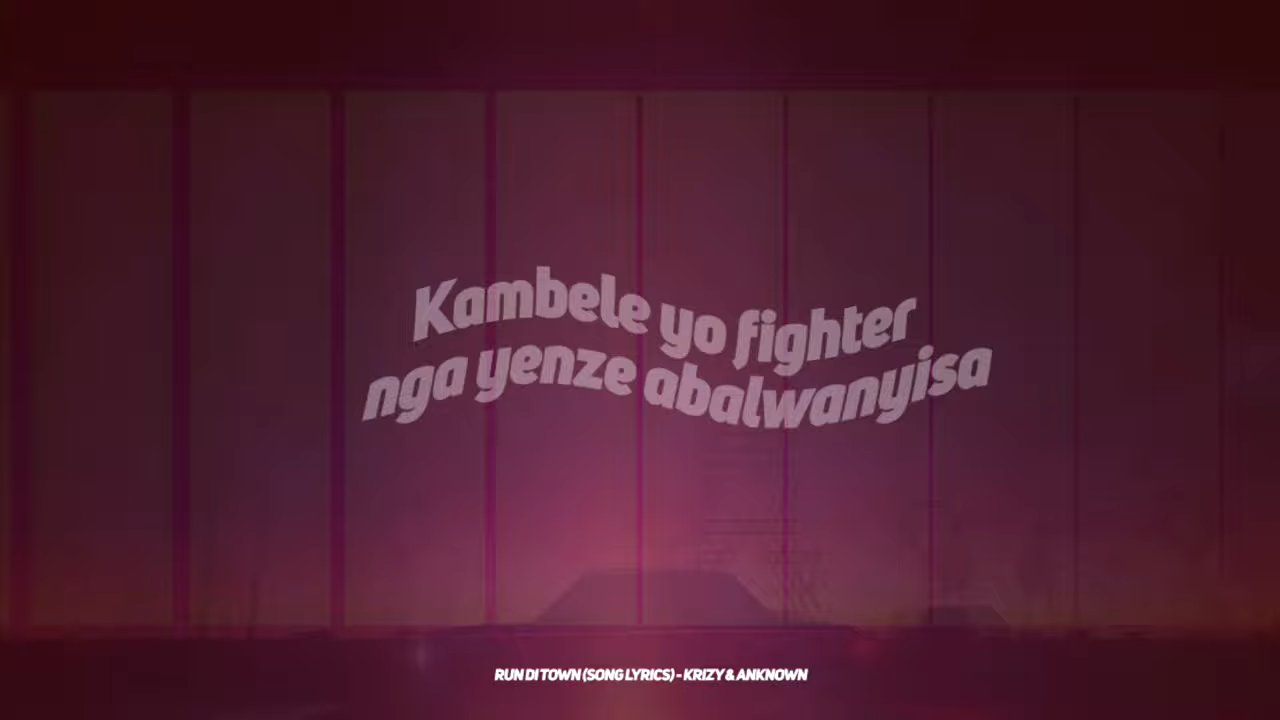 Kambele yo fighter
nga yenze abalwanyisa
RUN DI TOWN (SONG LYRICS) - KRIZY & ANKNOWN